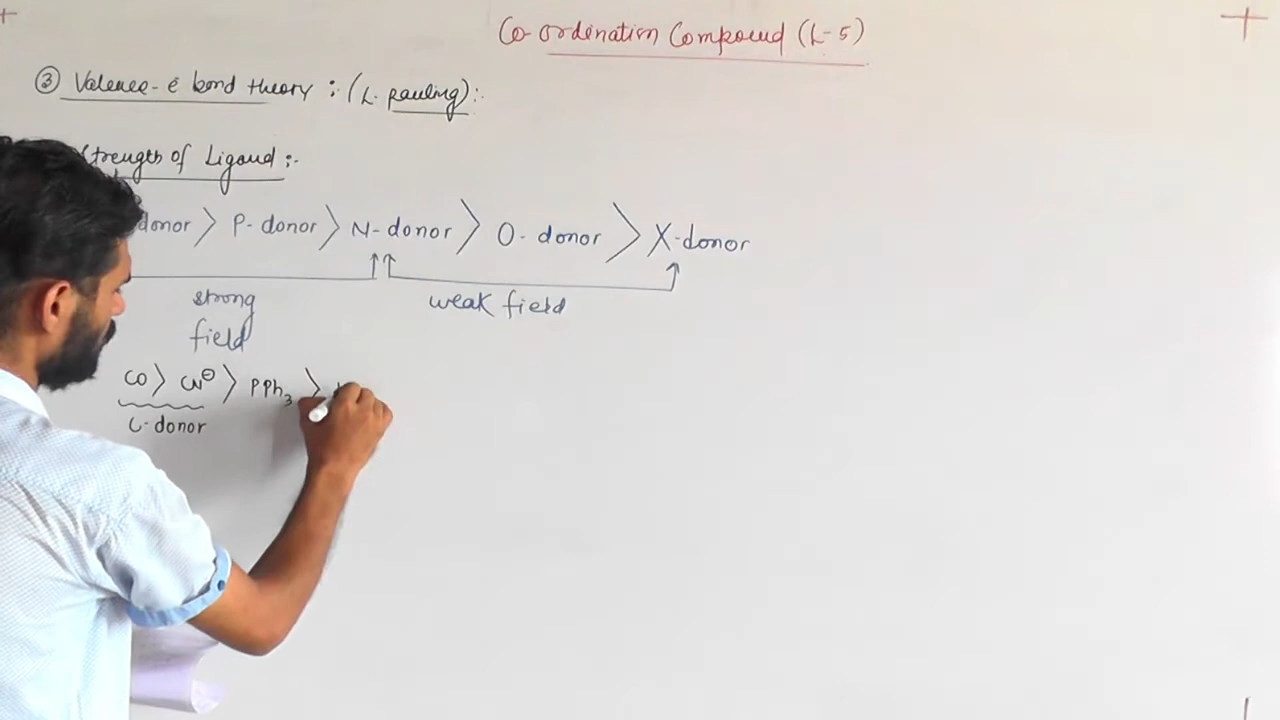 Co-ordination Compound (L-5)
③ Valence-e bond theory :- (L. pauling):-
Strength of Ligand :-
donor > P-donor > N-donor > O-donor > X-donor
strong field
weak field
CO > CN⊖ > PPh₃ >
C-donor